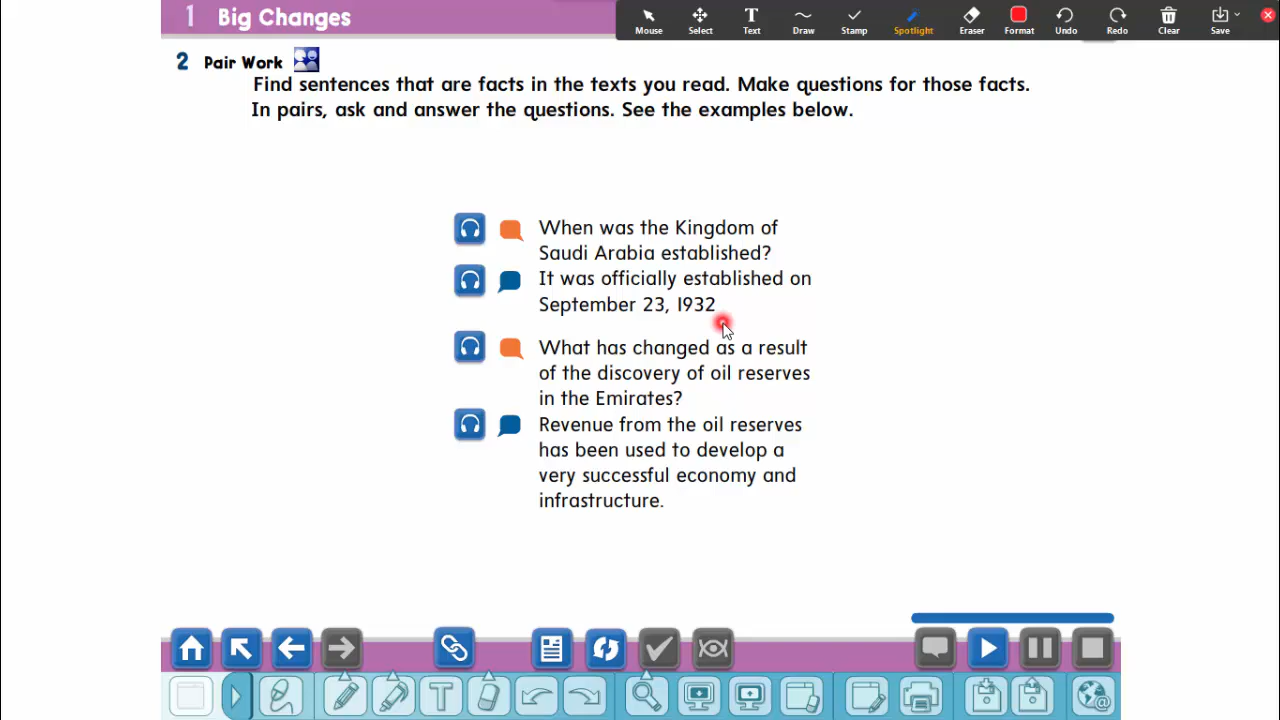 1 Big Changes
Mouse Select Text Draw Stamp Spotlight Eraser Format Undo Redo Clear Save
2 Pair Work
Find sentences that are facts in the texts you read. Make questions for those facts.
In pairs, ask and answer the questions. See the examples below.
When was the Kingdom of
Saudi Arabia established?
It was officially established on
September 23, 1932
What has changed as a result
of the discovery of oil reserves
in the Emirates?
Revenue from the oil reserves
has been used to develop a
very successful economy and
infrastructure.